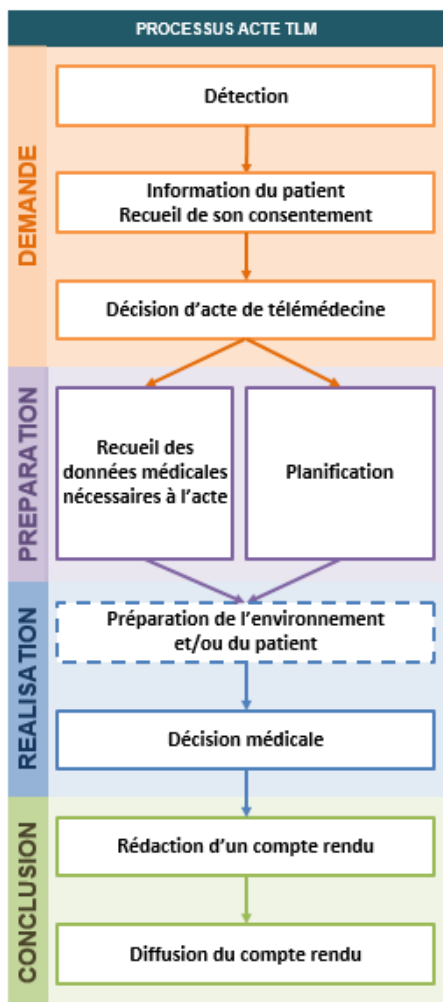 PROCESSUS ACTE TLM
DEMANDE
Détection
Information du patient
Recueil de son consentement
Décision d'acte de télémédecine
PREPARATION
Recueil des
données médicales
nécessaires à l'acte
Planification
REALISATION
Préparation de l'environnement
et/ou du patient
Décision médicale
CONCLUSION
Rédaction d'un compte rendu
Diffusion du compte rendu